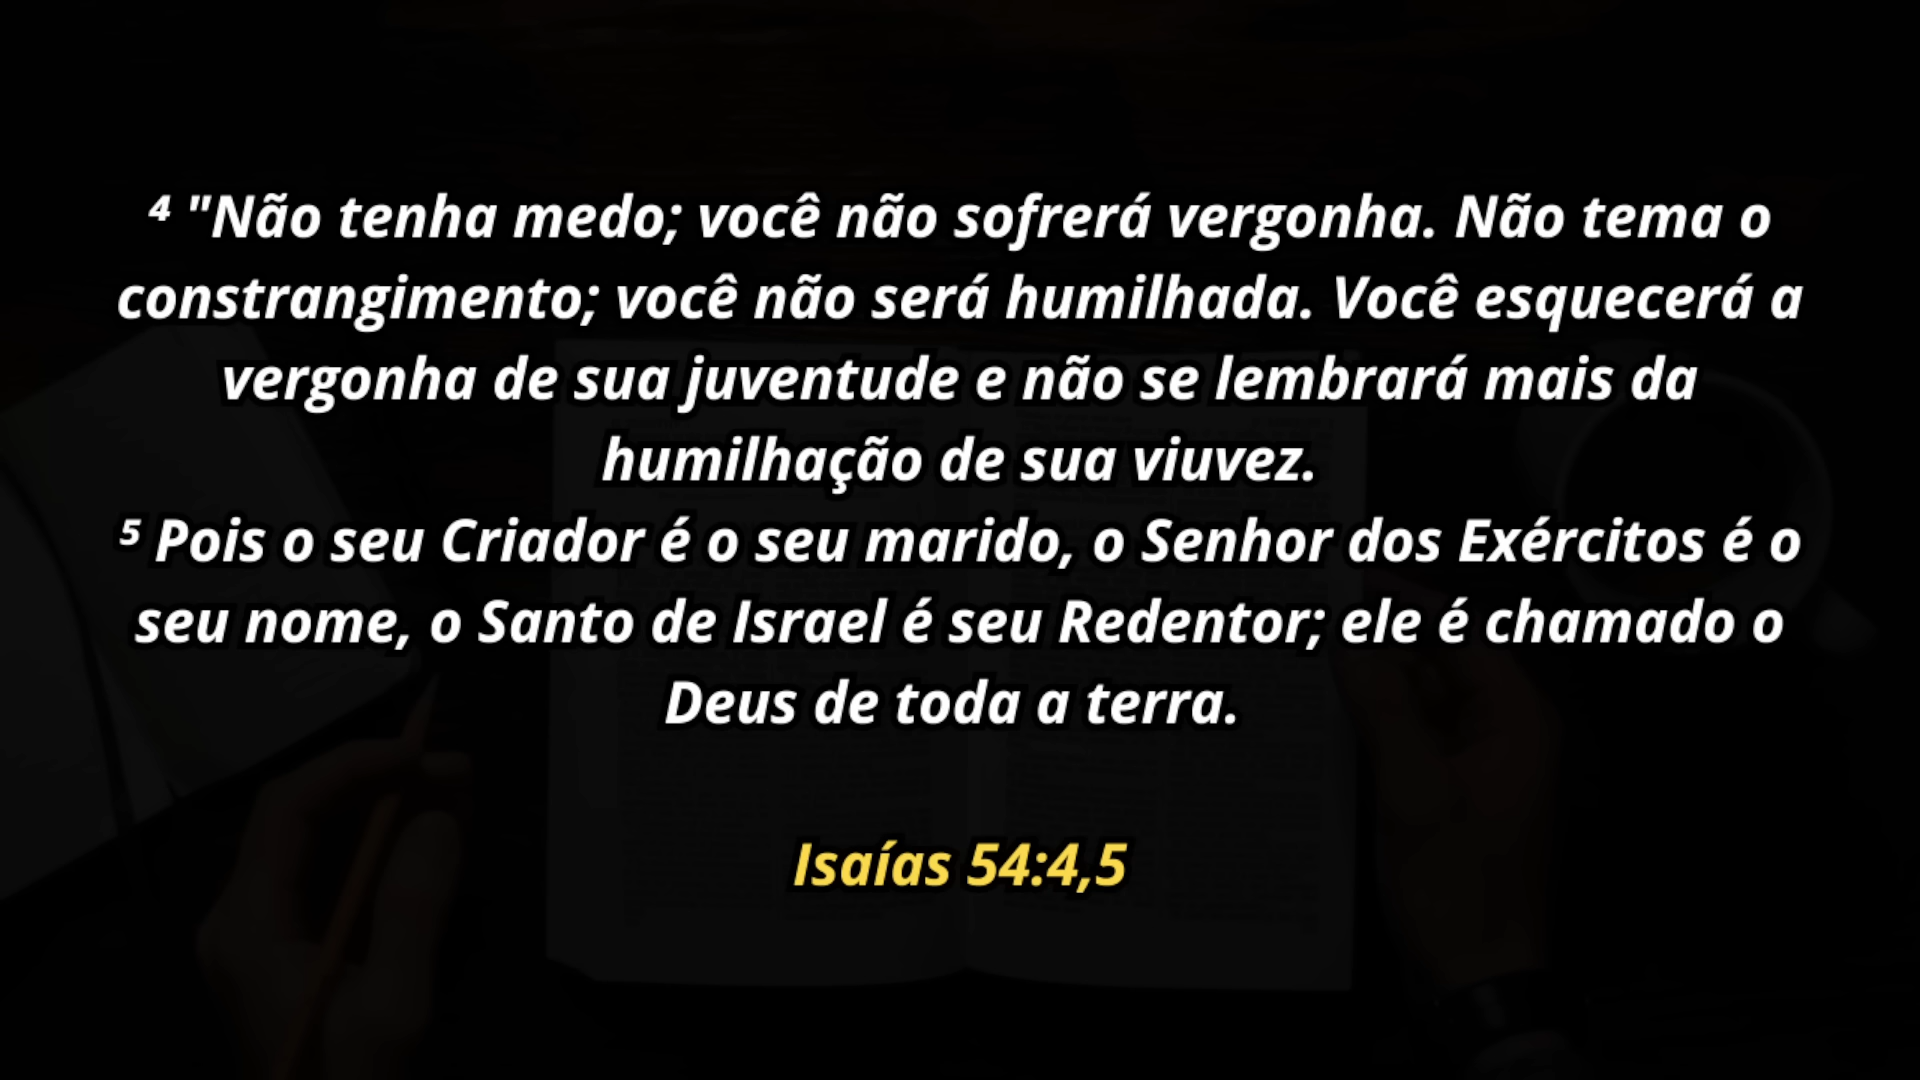 ⁴ "Não tenha medo; você não sofrerá vergonha. Não tema o
constrangimento; você não será humilhada. Você esquecerá a
vergonha de sua juventude e não se lembrará mais da
humilhação de sua viuvez.
⁵ Pois o seu Criador é o seu marido, o Senhor dos Exércitos é o
seu nome, o Santo de Israel é seu Redentor; ele é chamado o
Deus de toda a terra.
Isaías 54:4,5